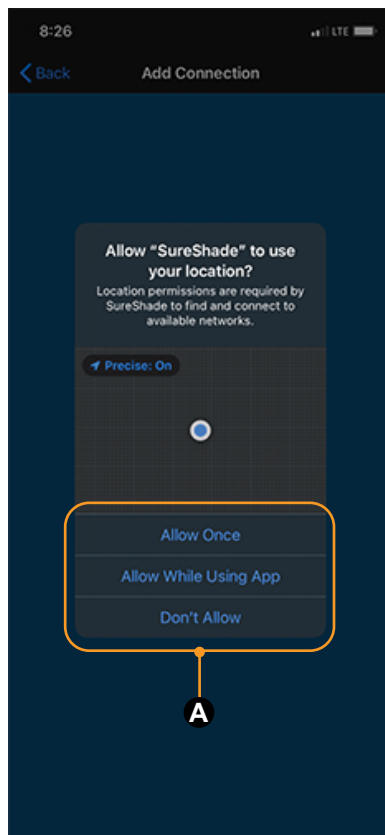 8:26 LTE
Back Add Connection
Allow "SureShade" to use
your location?
Location permissions are required by
SureShade to find and connect to
available networks.
Precise: On
Allow Once
Allow While Using App
Don't Allow
A